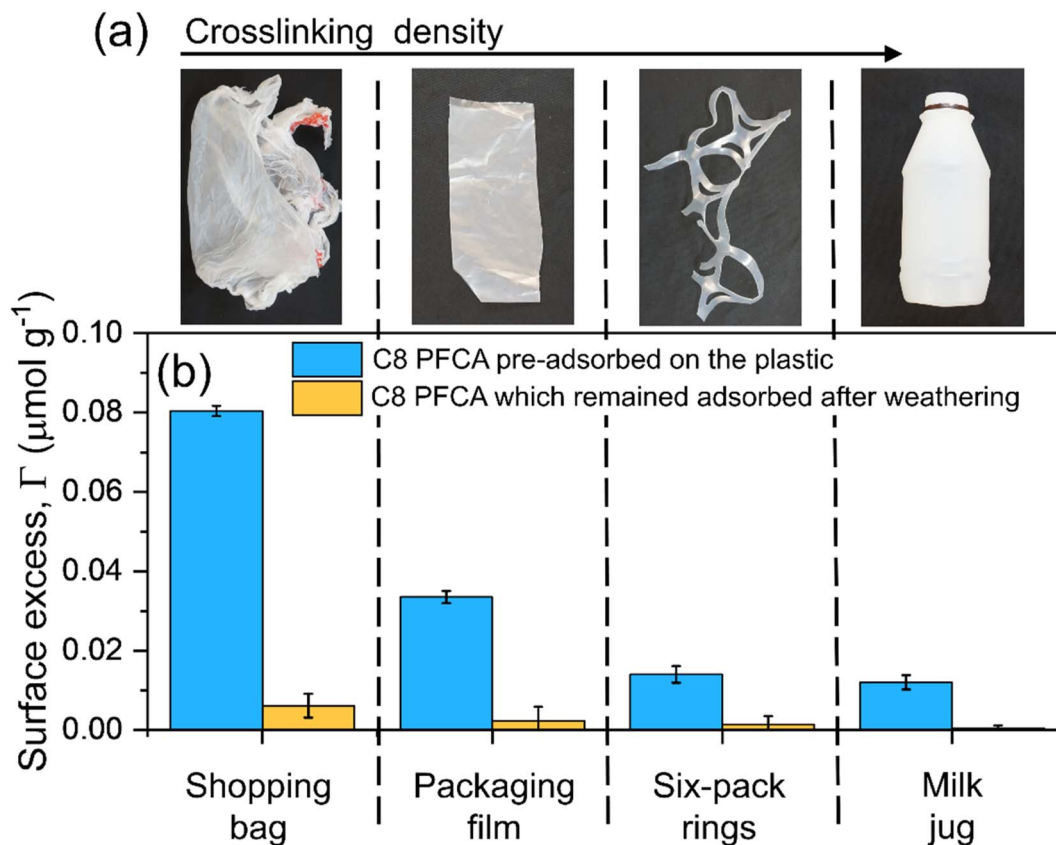 (a) Crosslinking density
(b)
C8 PFCA pre-adsorbed on the plastic
C8 PFCA which remained adsorbed after weathering
Surface excess, Γ (μmol g⁻¹)
0.10
0.08
0.06
0.04
0.02
0.00
Shopping
bag
Packaging
film
Six-pack
rings
Milk
jug